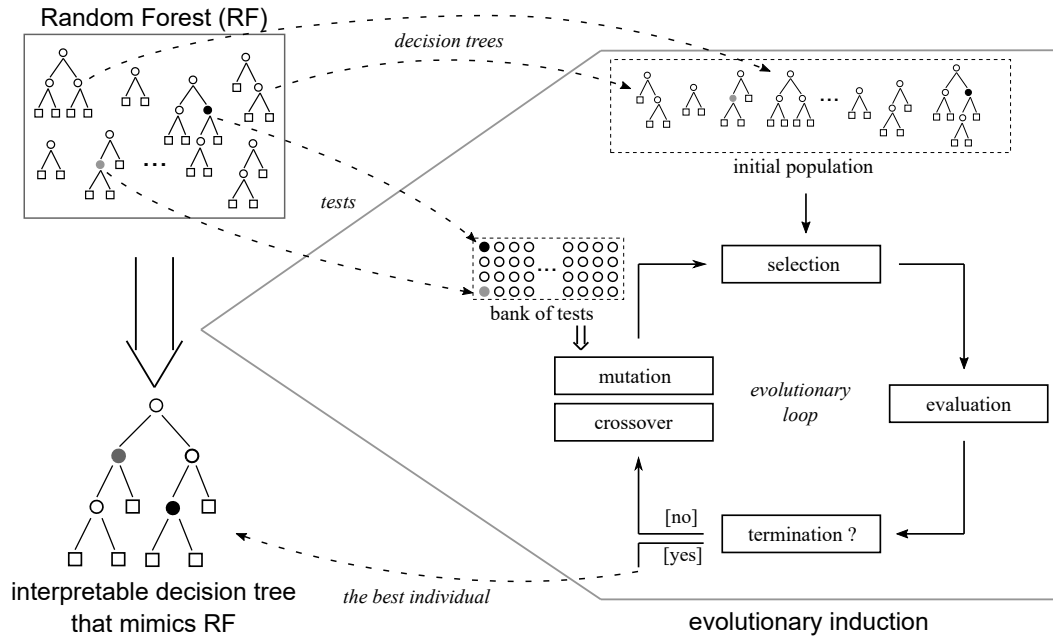 Random Forest (RF)
decision trees
...
...
initial population
tests
...
bank of tests
selection
mutation
crossover
evolutionary
loop
evaluation
[no]
[yes]
termination ?
the best individual
interpretable decision tree
that mimics RF
evolutionary induction